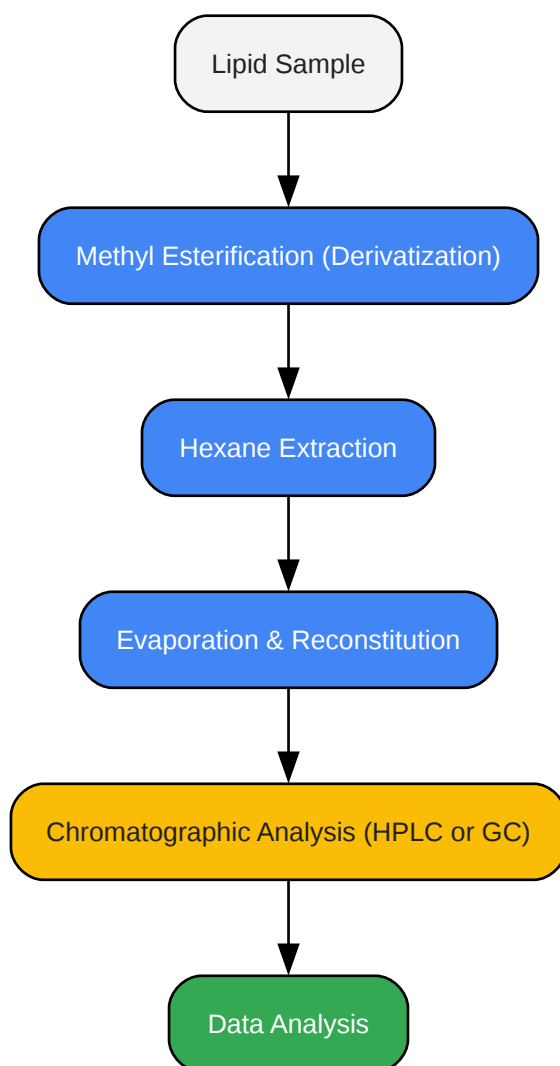 Lipid Sample
Methyl Esterification (Derivatization)
Hexane Extraction
Evaporation & Reconstitution
Chromatographic Analysis (HPLC or GC)
Data Analysis